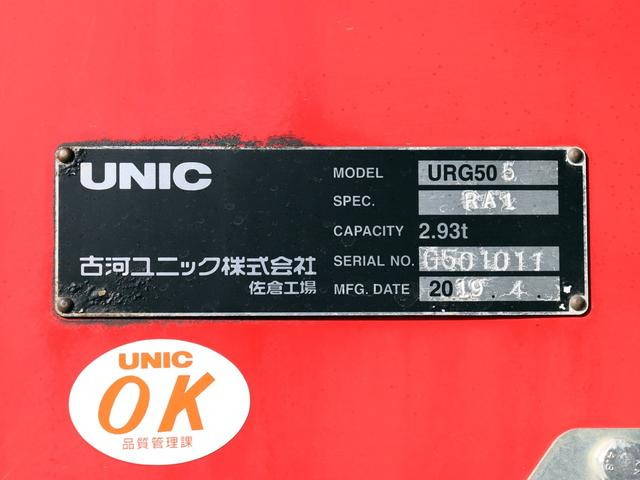 UNIC
MODEL URG505
SPEC. RA1
CAPACITY 2.93t
SERIAL NO. G501011
MFG. DATE 2019 4
古河ユニック株式会社
佐倉工場
UNIC
OK
品質管理課